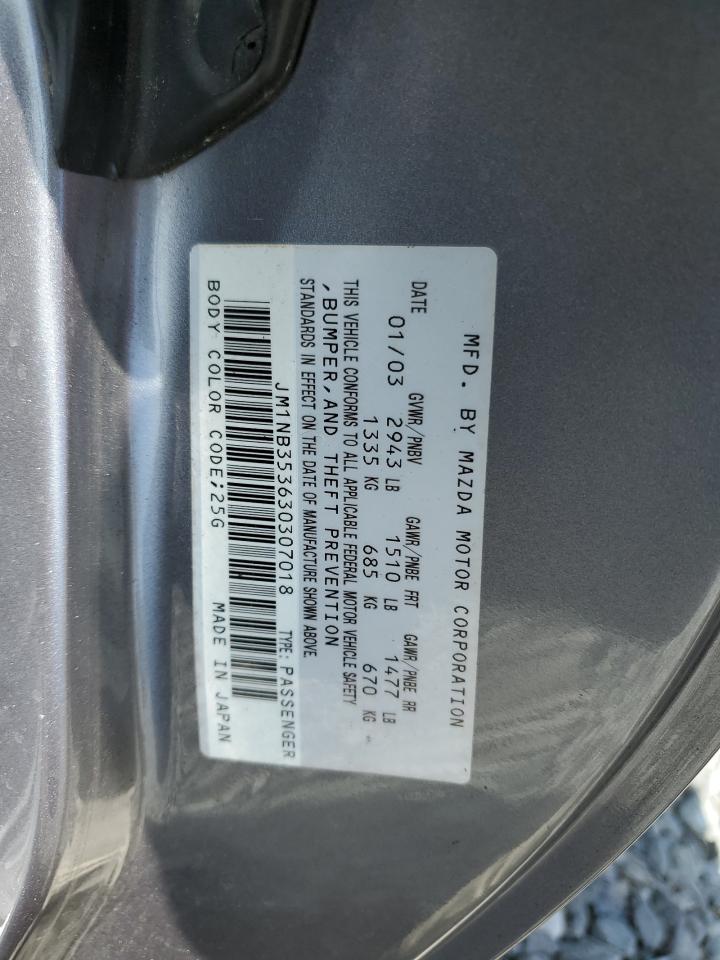 MFD. BY MAZDA MOTOR CORPORATION
DATE GVWR/PNBV GAWR/PNBE FRT GAWR/PNBE RR
01/03 2943 LB 1510 LB 1477 LB
1335 KG 685 KG 670 KG
THIS VEHICLE CONFORMS TO ALL APPLICABLE FEDERAL MOTOR VEHICLE SAFETY
,BUMPER,AND THEFT PREVENTION
STANDARDS IN EFFECT ON THE DATE OF MANUFACTURE SHOWN ABOVE.
JM1NB353630307018 TYPE:PASSENGER
BODY COLOR CODE;25G MADE IN JAPAN